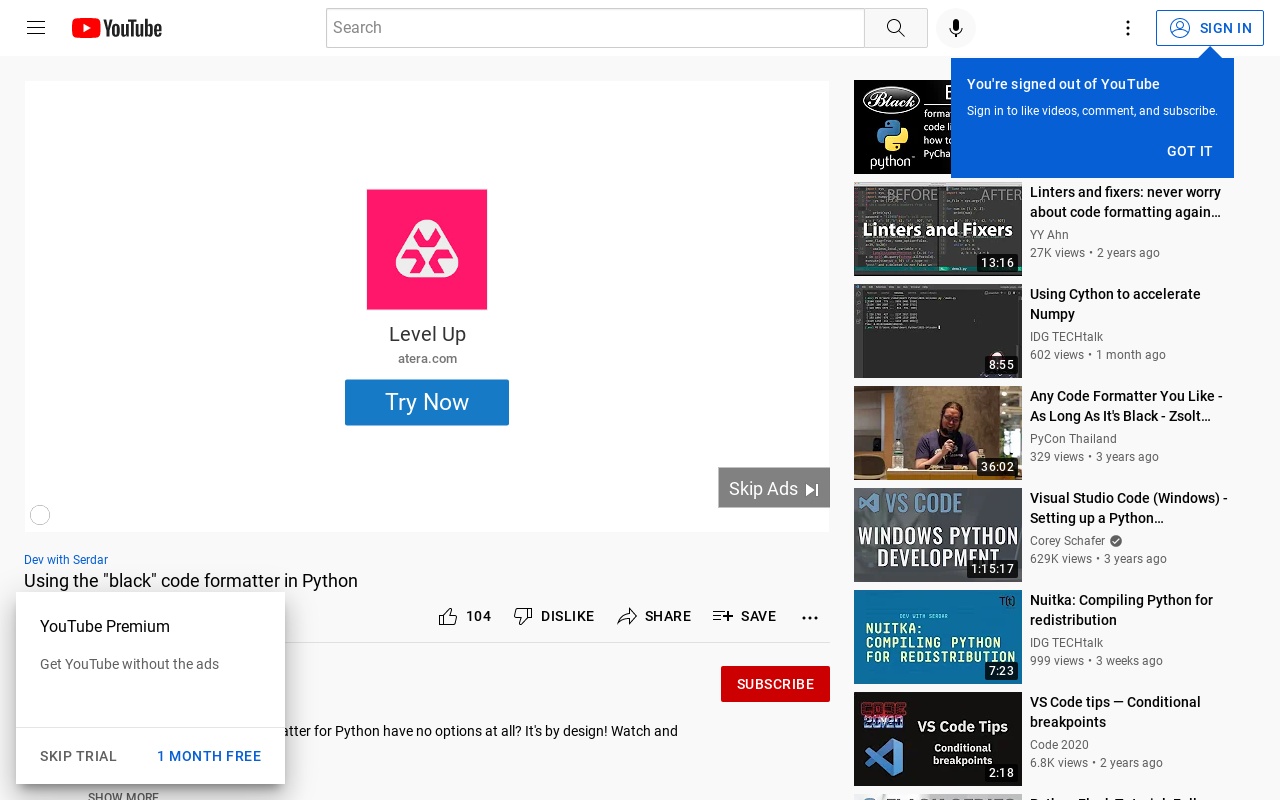 YouTube
Search
SIGN IN
You're signed out of YouTube
Sign in to like videos, comment, and subscribe.
GOT IT
Level Up
atera.com
Try Now
Skip Ads
Dev with Serdar
Using the "black" code formatter in Python
104
DISLIKE
SHARE
SAVE
SUBSCRIBE
YouTube Premium
Get YouTube without the ads
SKIP TRIAL
1 MONTH FREE
atter for Python have no options at all? It's by design! Watch and
SHOW MORE
Black
python
BEFORE
AFTER
Linters and Fixers
13:16
Linters and fixers: never worry
about code formatting again…
YY Ahn
27K views • 2 years ago
8:55
Using Cython to accelerate
Numpy
IDG TECHtalk
602 views • 1 month ago
36:02
Any Code Formatter You Like -
As Long As It's Black - Zsolt…
PyCon Thailand
329 views • 3 years ago
VS CODE
WINDOWS PYTHON
DEVELOPMENT
1:15:17
Visual Studio Code (Windows) -
Setting up a Python…
Corey Schafer
629K views • 3 years ago
DEV WITH SERDAR
NUITKA:
COMPILING PYTHON
FOR REDISTRIBUTION
7:23
Nuitka: Compiling Python for
redistribution
IDG TECHtalk
999 views • 3 weeks ago
CODE
20/20
VS Code Tips
Conditional
breakpoints
2:18
VS Code tips — Conditional
breakpoints
Code 2020
6.8K views • 2 years ago